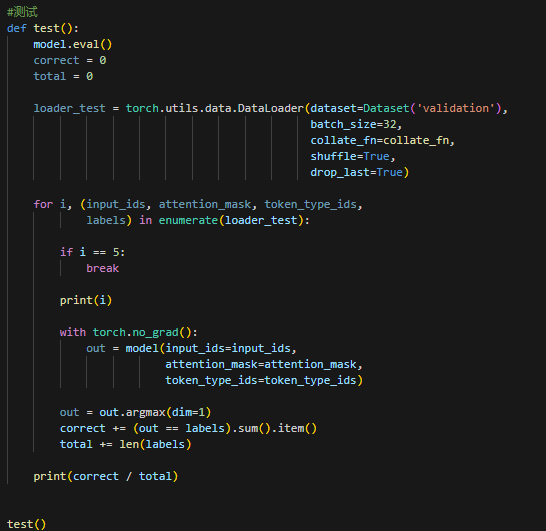 #测试
def test():
    model.eval()
    correct = 0
    total = 0

    loader_test = torch.utils.data.DataLoader(dataset=Dataset('validation'),
                                              batch_size=32,
                                              collate_fn=collate_fn,
                                              shuffle=True,
                                              drop_last=True)

    for i, (input_ids, attention_mask, token_type_ids,
            labels) in enumerate(loader_test):

        if i == 5:
            break

        print(i)

        with torch.no_grad():
            out = model(input_ids=input_ids,
                        attention_mask=attention_mask,
                        token_type_ids=token_type_ids)

        out = out.argmax(dim=1)
        correct += (out == labels).sum().item()
        total += len(labels)

    print(correct / total)


test()